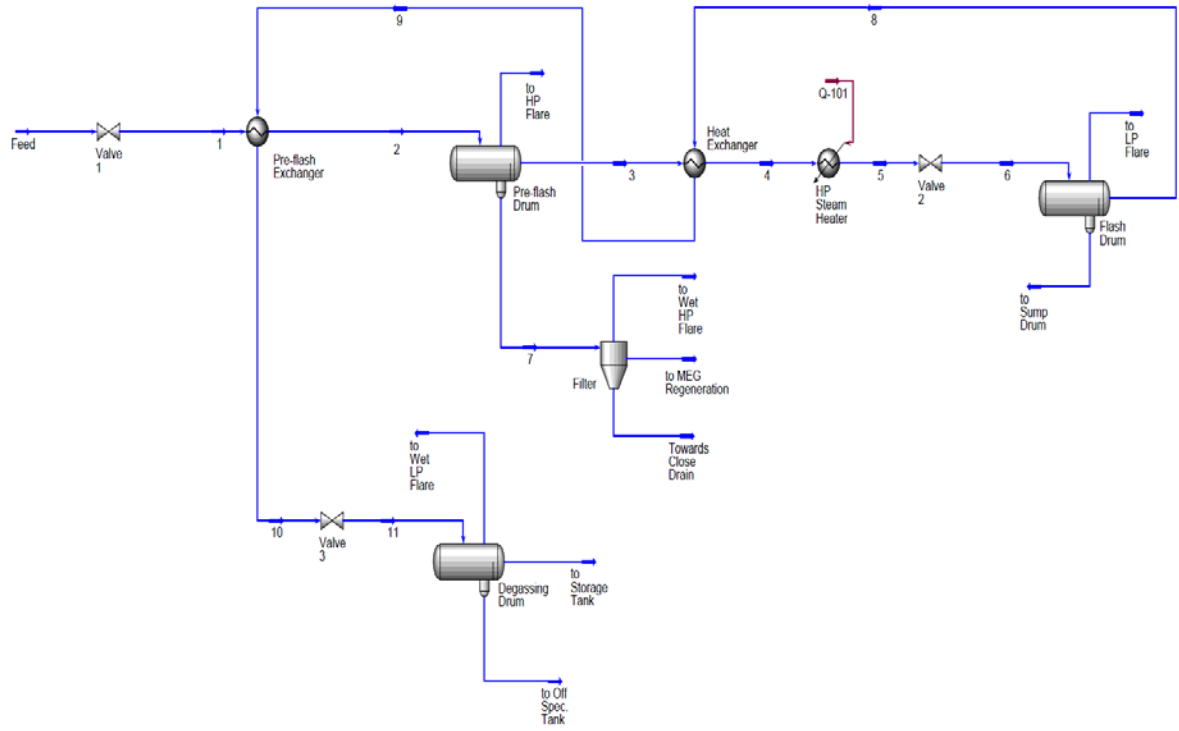 9
8
Q-101
to
HP
Flare
to
LP
Flare
Feed
Valve
1
1
Pre-flash
Exchanger
2
Pre-flash
Drum
3
Heat
Exchanger
4
HP
Steam
Heater
5
Valve
2
6
Flash
Drum
to
Sump
Drum
to
Wet
HP
Flare
7
Filter
to MEG
Regeneration
Towards
Close
Drain
to
Wet
LP
Flare
10
Valve
3
11
Degassing
Drum
to
Storage
Tank
to Off
Spec.
Tank